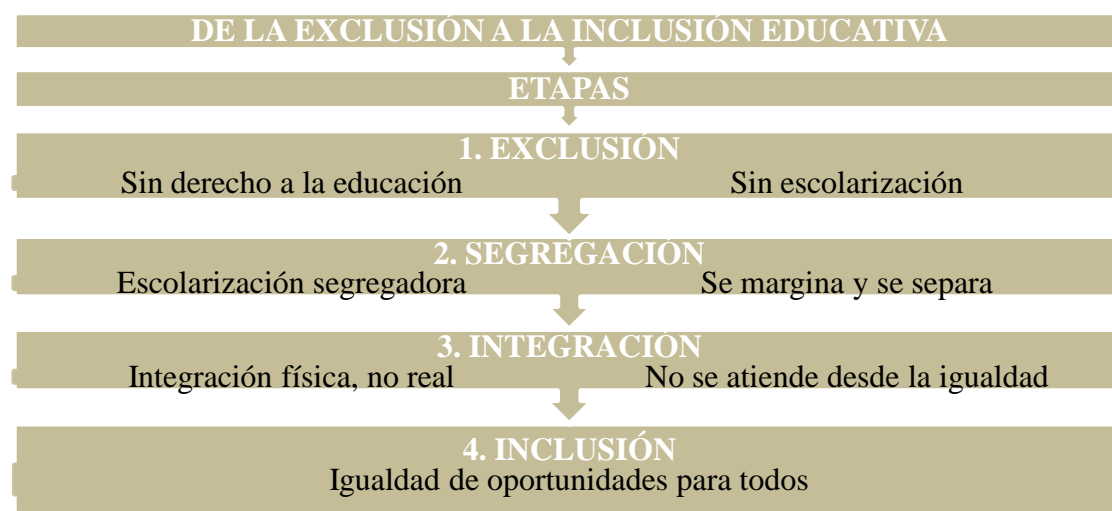 DE LA EXCLUSIÓN A LA INCLUSIÓN EDUCATIVA
ETAPAS
1. EXCLUSIÓN
Sin derecho a la educación Sin escolarización
2. SEGREGACIÓN
Escolarización segregadora Se margina y se separa
3. INTEGRACIÓN
Integración física, no real No se atiende desde la igualdad
4. INCLUSIÓN
Igualdad de oportunidades para todos